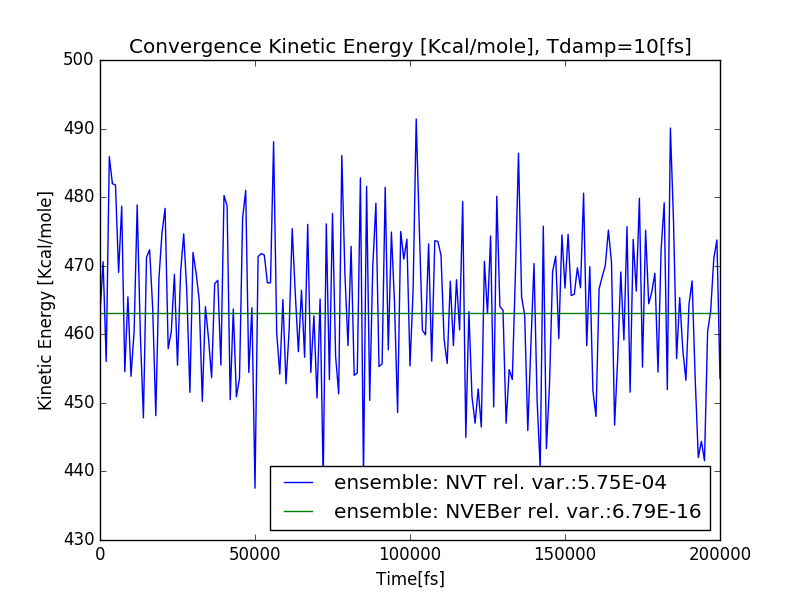 Convergence Kinetic Energy [Kcal/mole], Tdamp=10[fs]
500
490
480
470
460
450
440
430
Kinetic Energy [Kcal/mole]
ensemble: NVT rel. var.:5.75E-04
ensemble: NVEBer rel. var.:6.79E-16
0 50000 100000 150000 200000
Time[fs]